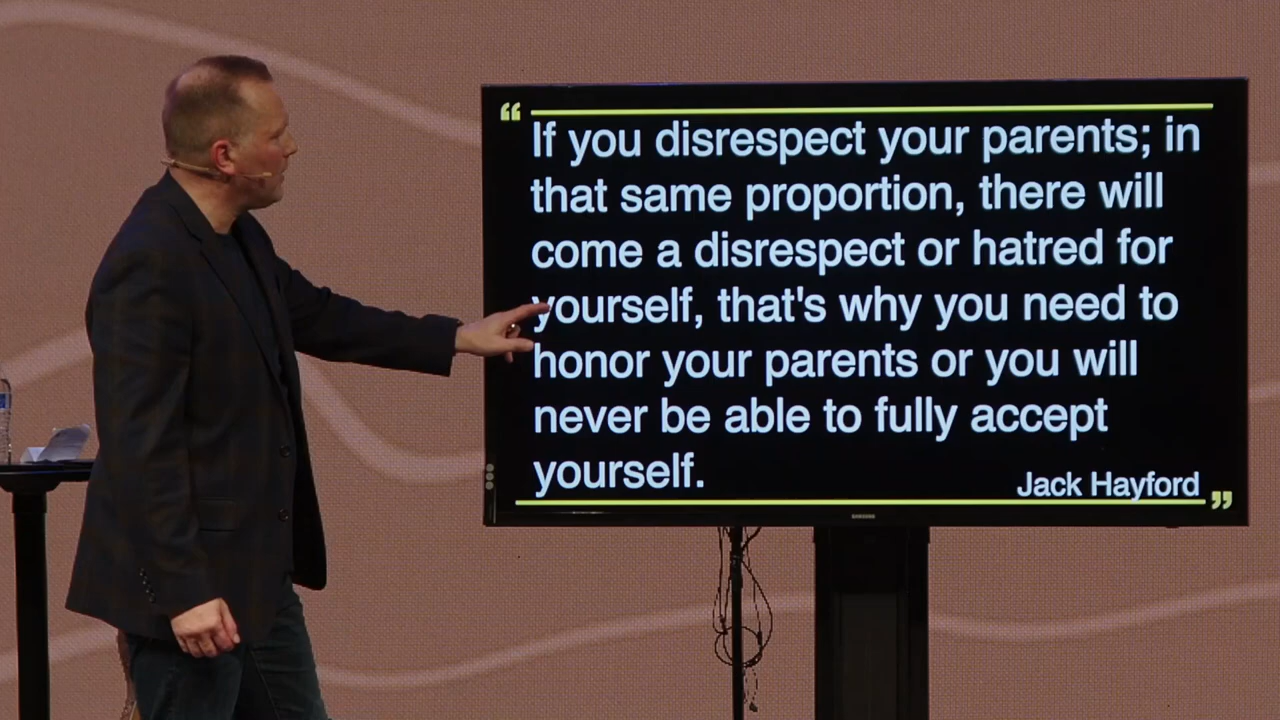 “
If you disrespect your parents; in
that same proportion, there will
come a disrespect or hatred for
yourself, that's why you need to
honor your parents or you will
never be able to fully accept
yourself.
Jack Hayford
”
SAMSUNG